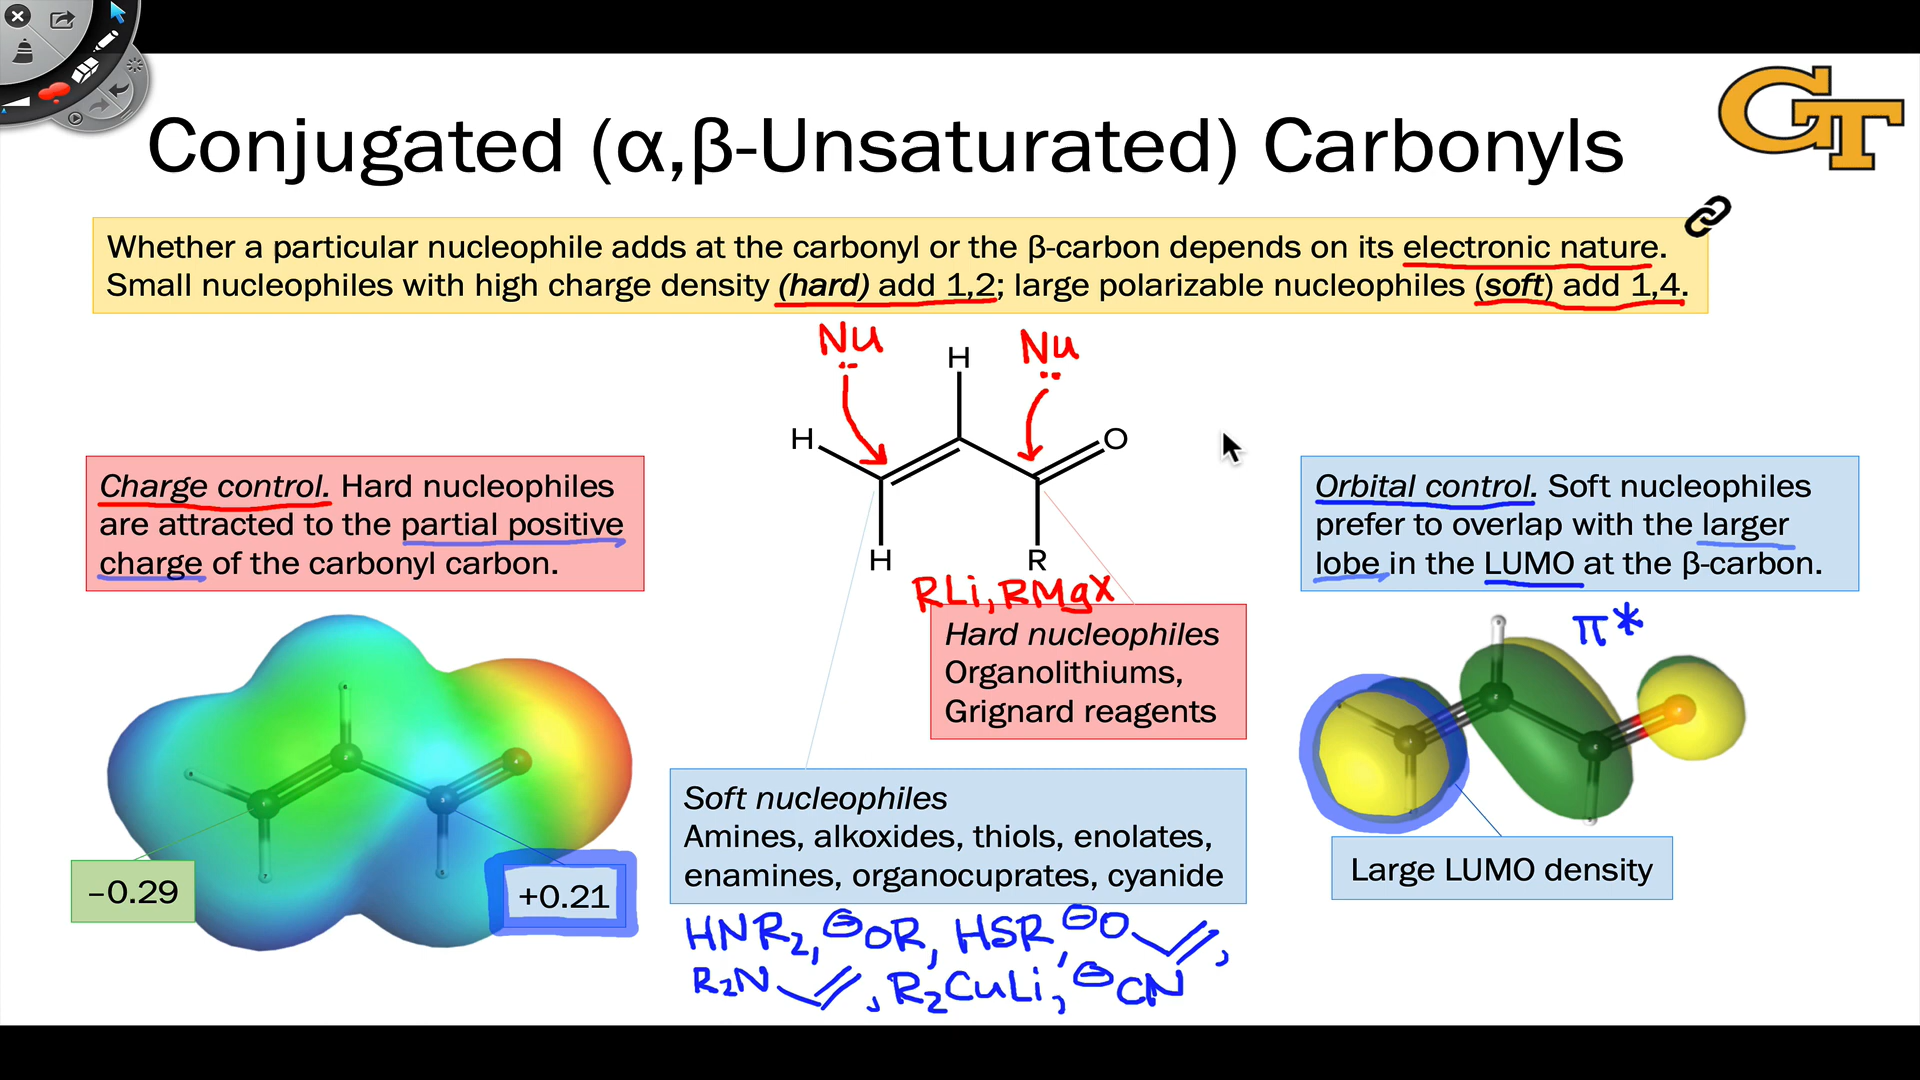 GT
Conjugated (α,β-Unsaturated) Carbonyls
Whether a particular nucleophile adds at the carbonyl or the β-carbon depends on its electronic nature.
Small nucleophiles with high charge density (hard) add 1,2; large polarizable nucleophiles (soft) add 1,4.
Nu
Nu
H
H
O
H
R
Charge control. Hard nucleophiles
are attracted to the partial positive
charge of the carbonyl carbon.
Orbital control. Soft nucleophiles
prefer to overlap with the larger
lobe in the LUMO at the β-carbon.
RLi, RMgX
Hard nucleophiles
Organolithiums,
Grignard reagents
π*
Soft nucleophiles
Amines, alkoxides, thiols, enolates,
enamines, organocuprates, cyanide
–0.29
+0.21
Large LUMO density
HNR₂, ⊖OR, HSR, ⊖O
R₂N, R₂CuLi, ⊖CN